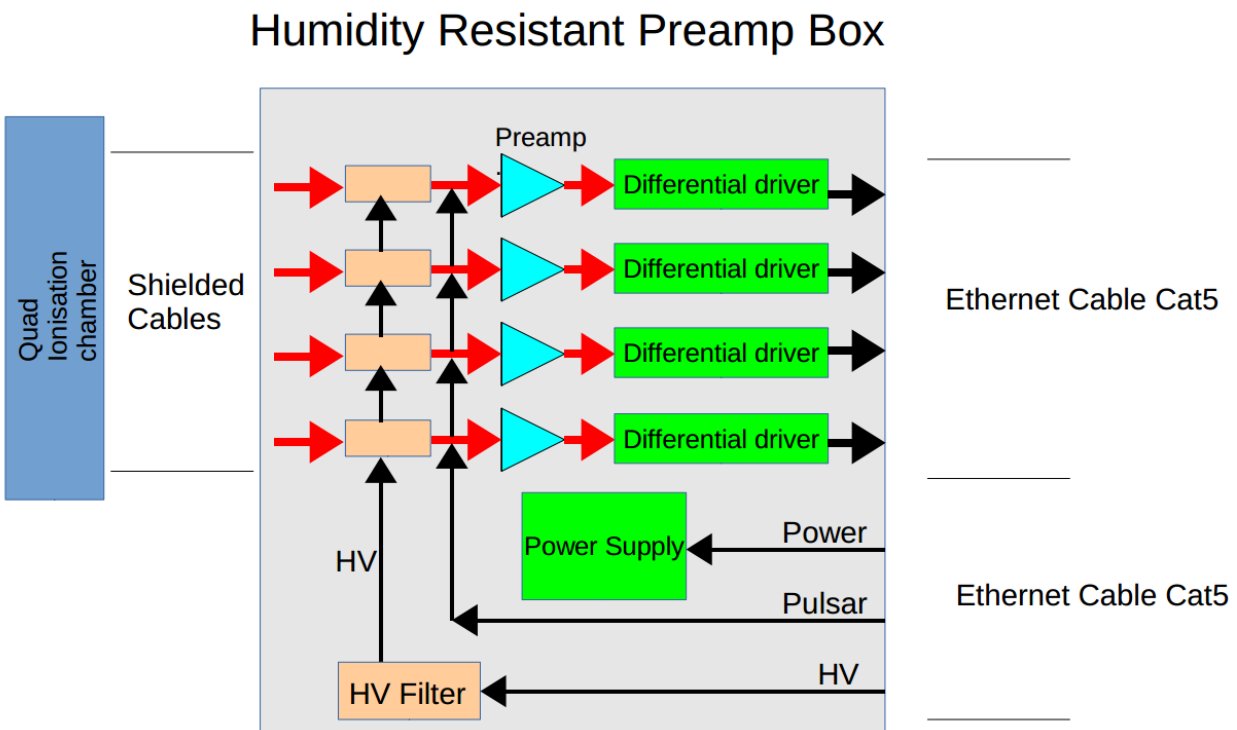 Humidity Resistant Preamp Box
Quad
Ionisation
chamber
Shielded
Cables
Preamp
Differential driver
Differential driver
Differential driver
Differential driver
Ethernet Cable Cat5
HV
Power Supply
Power
Pulsar
HV
HV Filter
Ethernet Cable Cat5